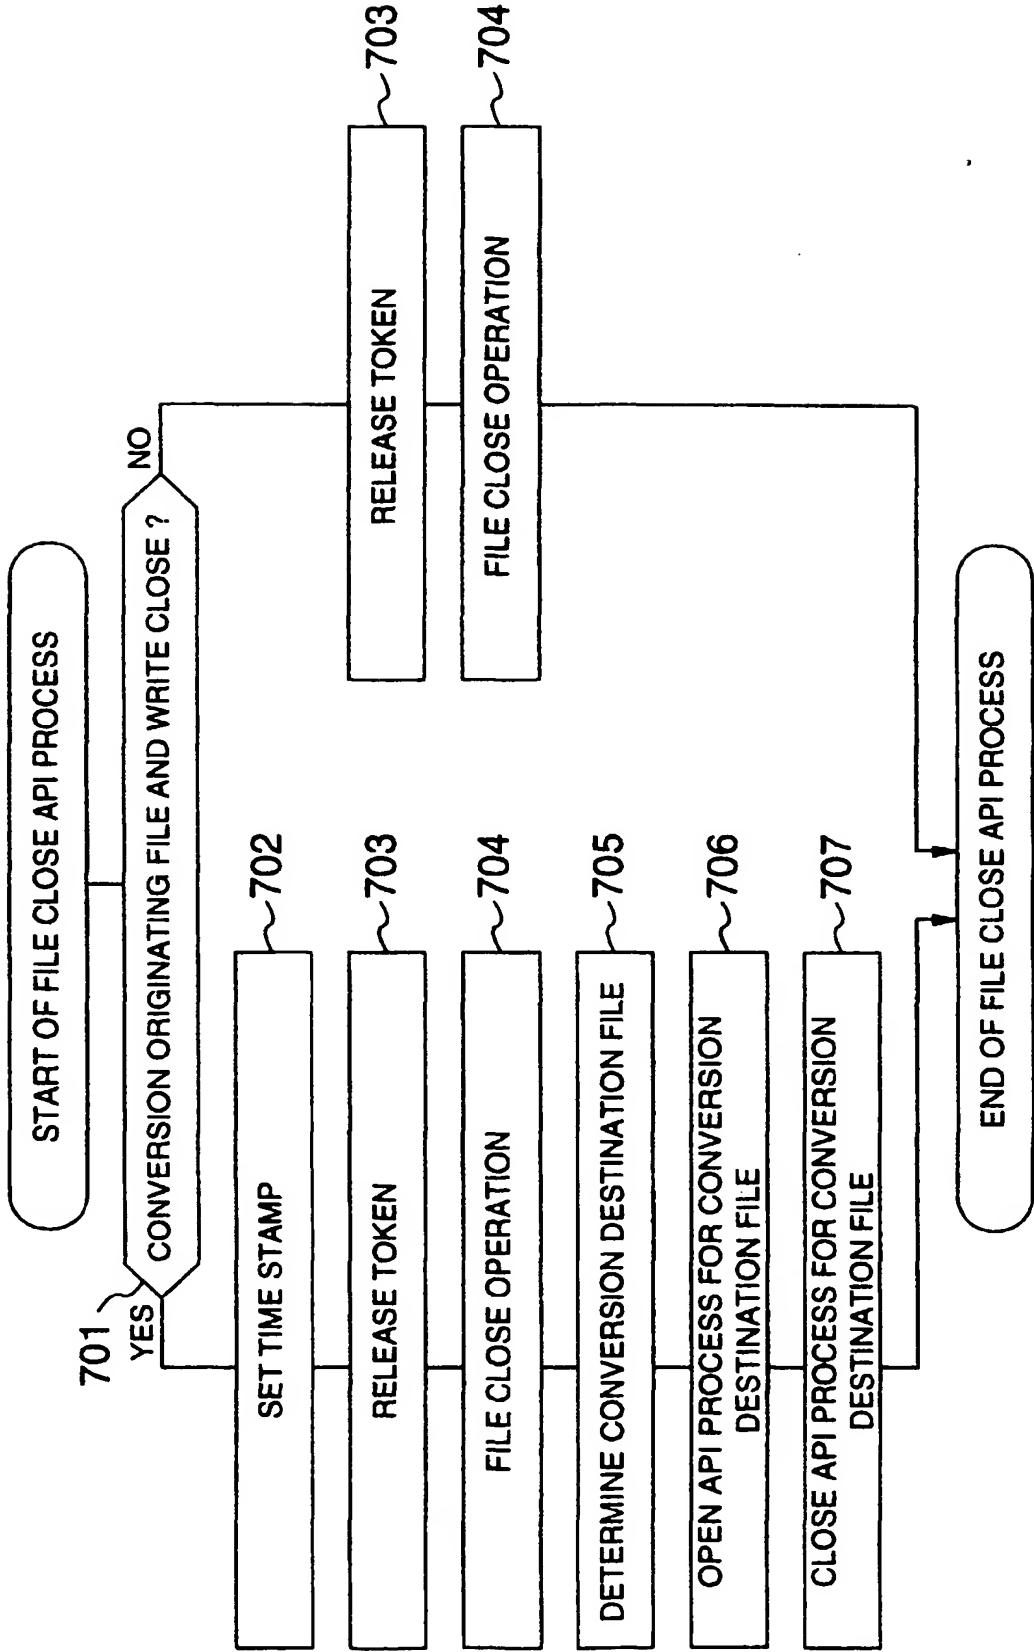 START OF FILE CLOSE API PROCESS
701
CONVERSION ORIGINATING FILE AND WRITE CLOSE ?
YES
NO
SET TIME STAMP
702
RELEASE TOKEN
703
FILE CLOSE OPERATION
704
DETERMINE CONVERSION DESTINATION FILE
705
OPEN API PROCESS FOR CONVERSION
DESTINATION FILE
706
CLOSE API PROCESS FOR CONVERSION
DESTINATION FILE
707
RELEASE TOKEN
703
FILE CLOSE OPERATION
704
END OF FILE CLOSE API PROCESS